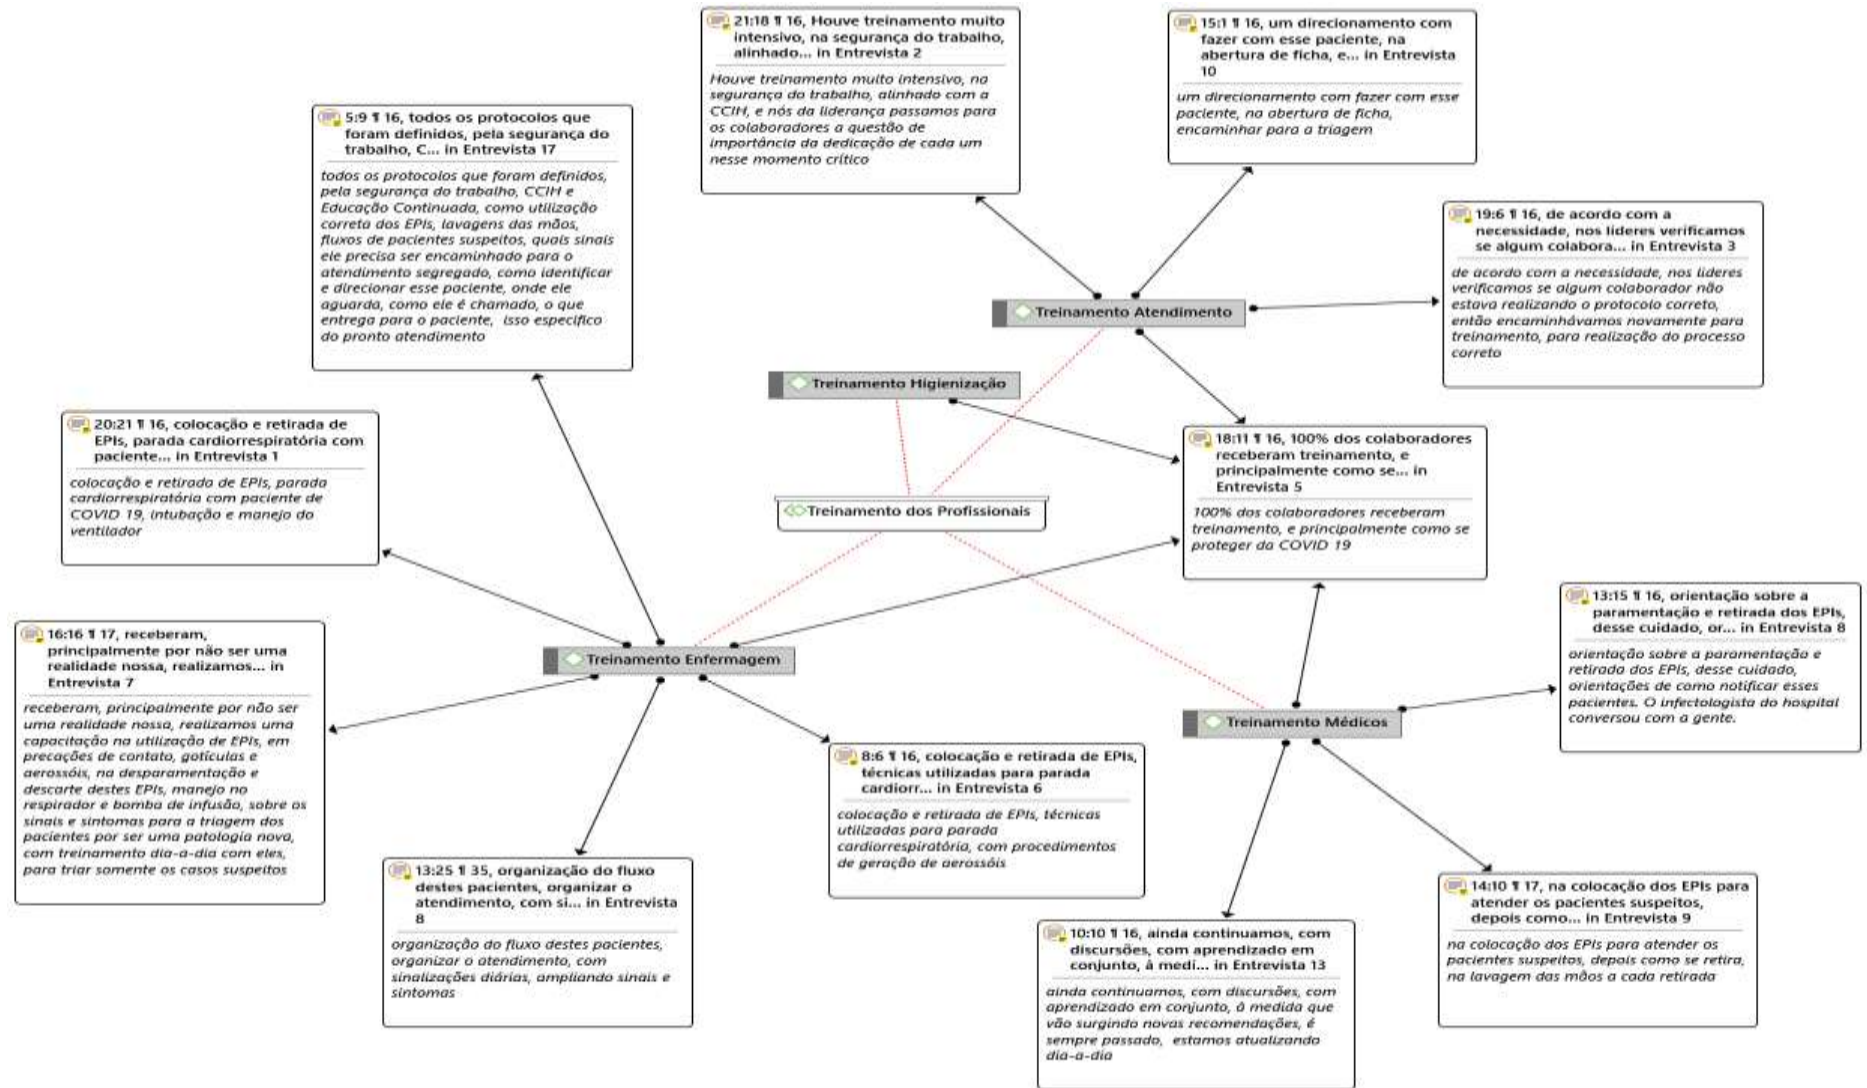 21:18 ¶ 16, Houve treinamento muito
intensivo, na segurança do trabalho,
alinhado... in Entrevista 2
Houve treinamento muito intensivo, na
segurança do trabalho, alinhado com a
CCIH, e nós da liderança passamos para
os colaboradores a questão de
importância da dedicação de cada um
nesse momento crítico
15:1 ¶ 16, um direcionamento com
fazer com esse paciente, na
abertura de ficha, e... in Entrevista
10
um direcionamento com fazer com esse
paciente, na abertura de ficha,
encaminhar para a triagem
5:9 ¶ 16, todos os protocolos que
foram definidos, pela segurança do
trabalho, C... in Entrevista 17
todos os protocolos que foram definidos,
pela segurança do trabalho, CCIH e
Educação Continuada, como utilização
correta dos EPIs, lavagens das mãos,
fluxos de pacientes suspeitos, quais sinais
ele precisa ser encaminhado para o
atendimento segregado, como identificar
e direcionar esse paciente, onde ele
aguarda, como ele é chamado, o que
entrega para o paciente, isso especifico
do pronto atendimento
19:6 ¶ 16, de acordo com a
necessidade, nos lideres verificamos
se algum colabora... in Entrevista 3
de acordo com a necessidade, nos lideres
verificamos se algum colaborador não
estava realizando o protocolo correto,
então encaminhávamos novamente para
treinamento, para realização do processo
correto
Treinamento Atendimento
Treinamento Higienização
20:21 ¶ 16, colocação e retirada de
EPIs, parada cardiorrespiratória com
paciente... in Entrevista 1
colocação e retirada de EPIs, parada
cardiorrespiratória com paciente de
COVID 19, intubação e manejo do
ventilador
18:11 ¶ 16, 100% dos colaboradores
receberam treinamento, e
principalmente como se... in
Entrevista 5
100% dos colaboradores receberam
treinamento, e principalmente como se
proteger da COVID 19
Treinamento dos Profissionais
16:16 ¶ 17, receberam,
principalmente por não ser uma
realidade nossa, realizamos... in
Entrevista 7
receberam, principalmente por não ser
uma realidade nossa, realizamos uma
capacitação na utilização de EPIs, em
precações de contato, gotículas e
aerossóis, na desparamentação e
descarte destes EPIs, manejo no
respirador e bomba de infusão, sobre os
sinais e sintomas para a triagem dos
pacientes por ser uma patologia nova,
com treinamento dia-a-dia com eles,
para triar somente os casos suspeitos
Treinamento Enfermagem
13:15 ¶ 16, orientação sobre a
paramentação e retirada dos EPIs,
desse cuidado, or... in Entrevista 8
orientação sobre a paramentação e
retirada dos EPIs, desse cuidado,
orientações de como notificar esses
pacientes. O infectologista do hospital
conversou com a gente.
Treinamento Médicos
8:6 ¶ 16, colocação e retirada de EPIs,
técnicas utilizadas para parada
cardiorr... in Entrevista 6
colocação e retirada de EPIs, técnicas
utilizadas para parada
cardiorrespiratória, com procedimentos
de geração de aerossóis
13:25 ¶ 35, organização do fluxo
destes pacientes, organizar o
atendimento, com si... in Entrevista
8
organização do fluxo destes pacientes,
organizar o atendimento, com
sinalizações diárias, ampliando sinais e
sintomas
14:10 ¶ 17, na colocação dos EPIs para
atender os pacientes suspeitos,
depois como... in Entrevista 9
na colocação dos EPIs para atender os
pacientes suspeitos, depois como se retira,
na lavagem das mãos a cada retirada
10:10 ¶ 16, ainda continuamos, com
discursões, com aprendizado em
conjunto, à medi... in Entrevista 13
ainda continuamos, com discursões, com
aprendizado em conjunto, à medida que
vão surgindo novas recomendações, é
sempre passado, estamos atualizando
dia-a-dia